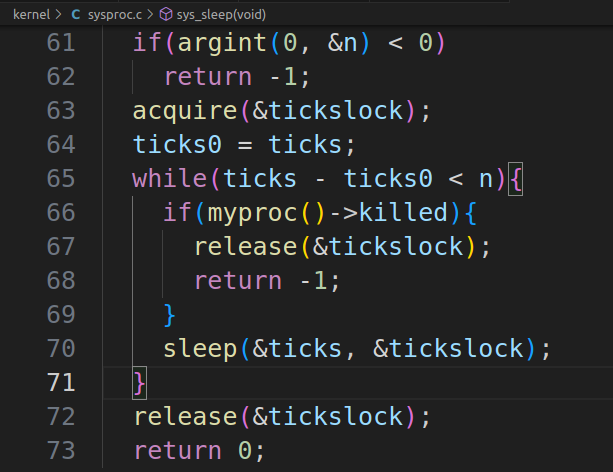 kernel > C sysproc.c > sys_sleep(void)
61 if(argint(0, &n) < 0)
62 return -1;
63 acquire(&tickslock);
64 ticks0 = ticks;
65 while(ticks - ticks0 < n){
66 if(myproc()->killed){
67 release(&tickslock);
68 return -1;
69 }
70 sleep(&ticks, &tickslock);
71 }
72 release(&tickslock);
73 return 0;